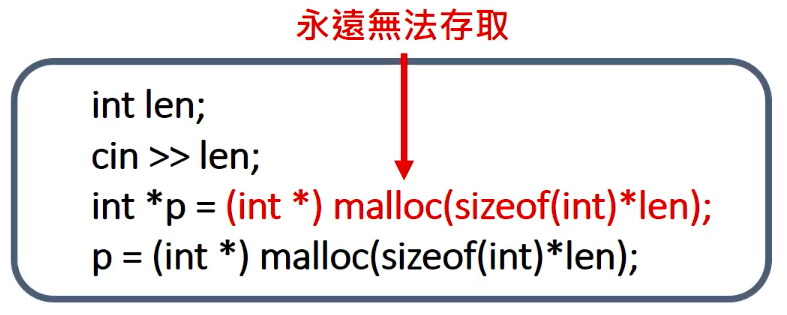 永遠無法存取
int len;
cin >> len;
int *p = (int *) malloc(sizeof(int)*len);
p = (int *) malloc(sizeof(int)*len);